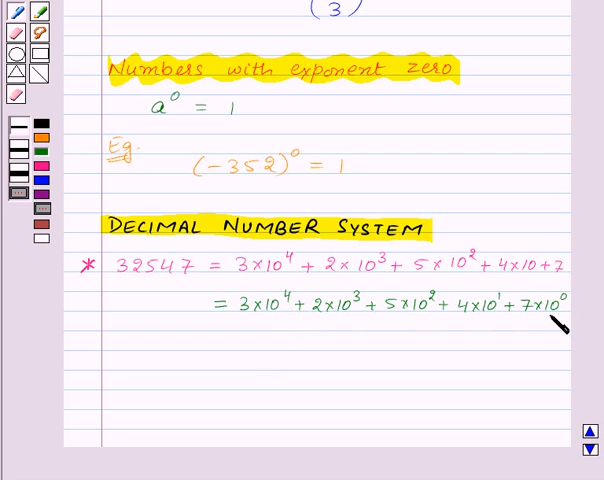 (3)
Numbers with exponent zero
a⁰ = 1
Eg.
(-352)⁰ = 1
DECIMAL NUMBER SYSTEM
* 32547 = 3×10⁴ + 2×10³ + 5×10² + 4×10 + 7
= 3×10⁴ + 2×10³ + 5×10² + 4×10¹ + 7×10⁰